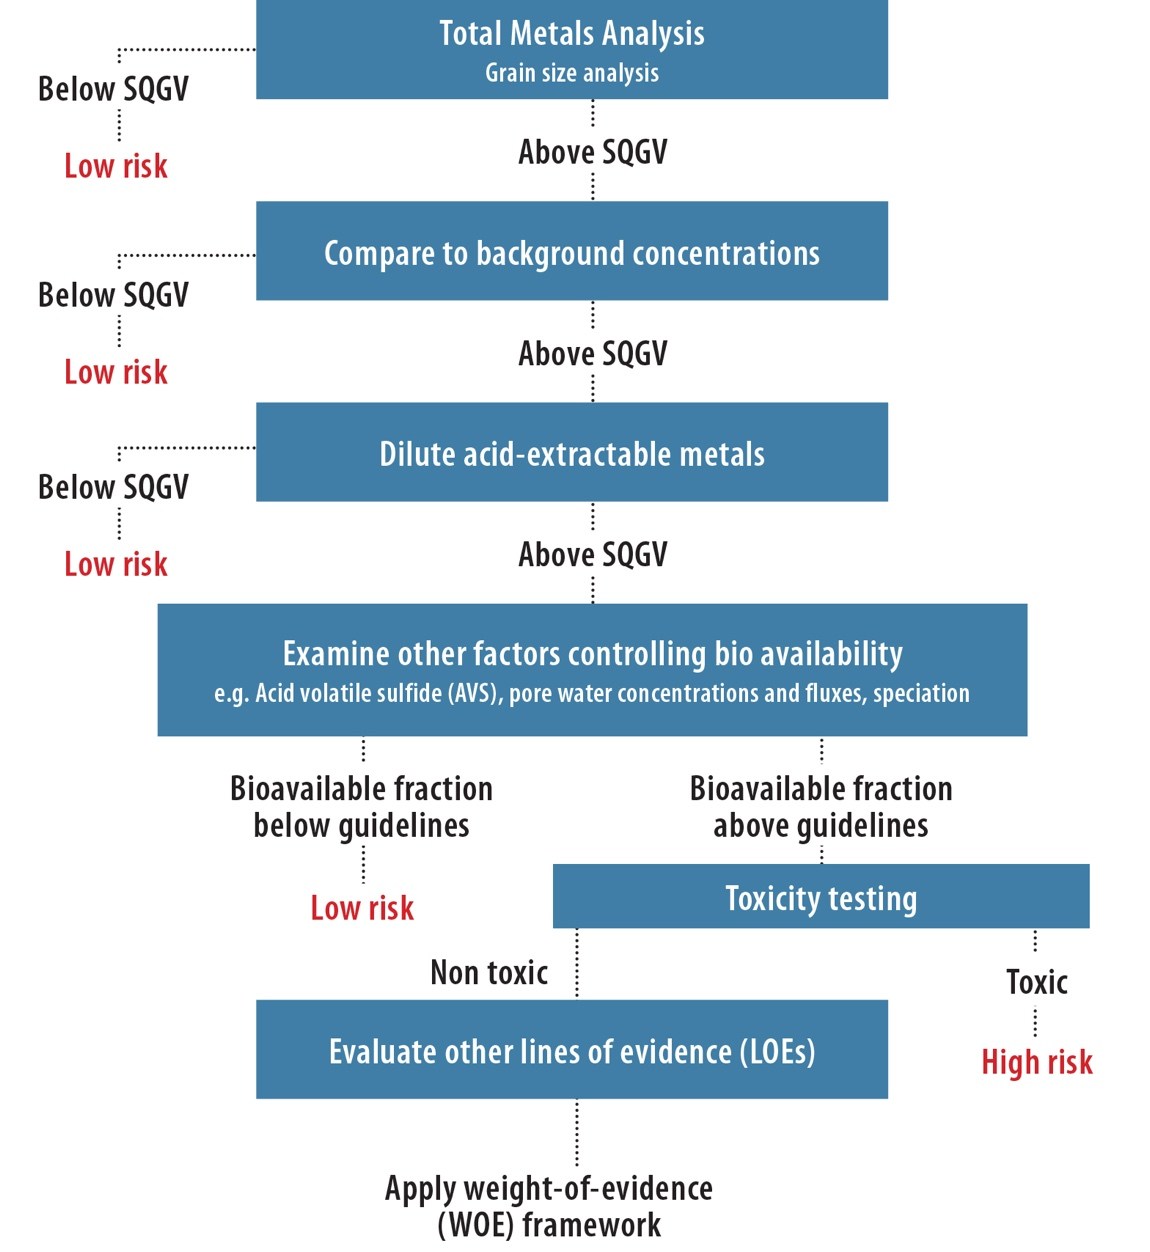 Total Metals Analysis
Grain size analysis
Below SQGV
Low risk
Above SQGV
Compare to background concentrations
Below SQGV
Low risk
Above SQGV
Dilute acid-extractable metals
Below SQGV
Low risk
Above SQGV
Examine other factors controlling bio availability
e.g. Acid volatile sulfide (AVS), pore water concentrations and fluxes, speciation
Bioavailable fraction
below guidelines
Low risk
Bioavailable fraction
above guidelines
Toxicity testing
Non toxic
Toxic
High risk
Evaluate other lines of evidence (LOEs)
Apply weight-of-evidence
(WOE) framework